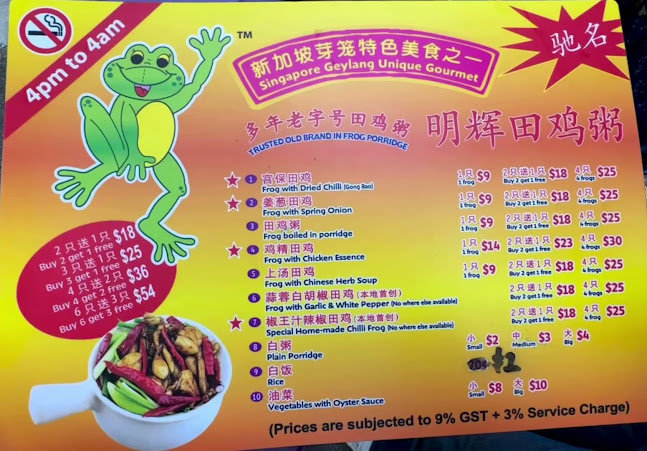 4pm to 4am
TM
新加坡芽笼特色美食之一
Singapore Geylang Unique Gourmet
驰名
多年老字号田鸡粥
TRUSTED OLD BRAND IN FROG PORRIDGE
明辉田鸡粥
1 宫保田鸡 1只 $9 2只送1只 $18 4只 $25
Frog with Dried Chilli (Gong Bao) 1 frog Buy 2 get 1 free 4 frogs
2 姜葱田鸡 1只 $9 2只送1只 $18 4只 $25
Frog with Spring Onion 1 frog Buy 2 get 1 free 4 frogs
3 田鸡粥 1只 $9 2只送1只 $18 4只 $25
Frog boiled in porridge 1 frog Buy 2 get 1 free 4 frogs
4 鸡精田鸡 1只 $14 2只送1只 $23 4只 $30
Frog with Chicken Essence 1 frog Buy 2 get 1 free 4 frogs
5 上汤田鸡 1只 $9 2只送1只 $18 4只 $25
Frog with Chinese Herb Soup 1 frog Buy 2 get 1 free 4 frogs
6 蒜蓉白胡椒田鸡 (本地首创) 2只送1只 $18 4只 $25
Frog with Garlic & White Pepper (No where else available) Buy 2 get 1 free 4 frogs
7 椒王汁辣椒田鸡 (本地首创) 2只送1只 $18 4只 $25
Special Home-made Chilli Frog (No where else available) Buy 2 get 1 free 4 frogs
8 白粥 小 $2 中 $3 大 $4
Plain Porridge Small Medium Big
9 白饭 70¢ $1.2
Rice
10 油菜 小 $8 大 $10
Vegetables with Oyster Sauce Small Big
2只送1只 $18
Buy 2 get 1 free
3只送1只 $25
Buy 3 get 1 free
4只送2只 $36
Buy 4 get 2 free
6只送3只 $54
Buy 6 get 3 free
(Prices are subjected to 9% GST + 3% Service Charge)